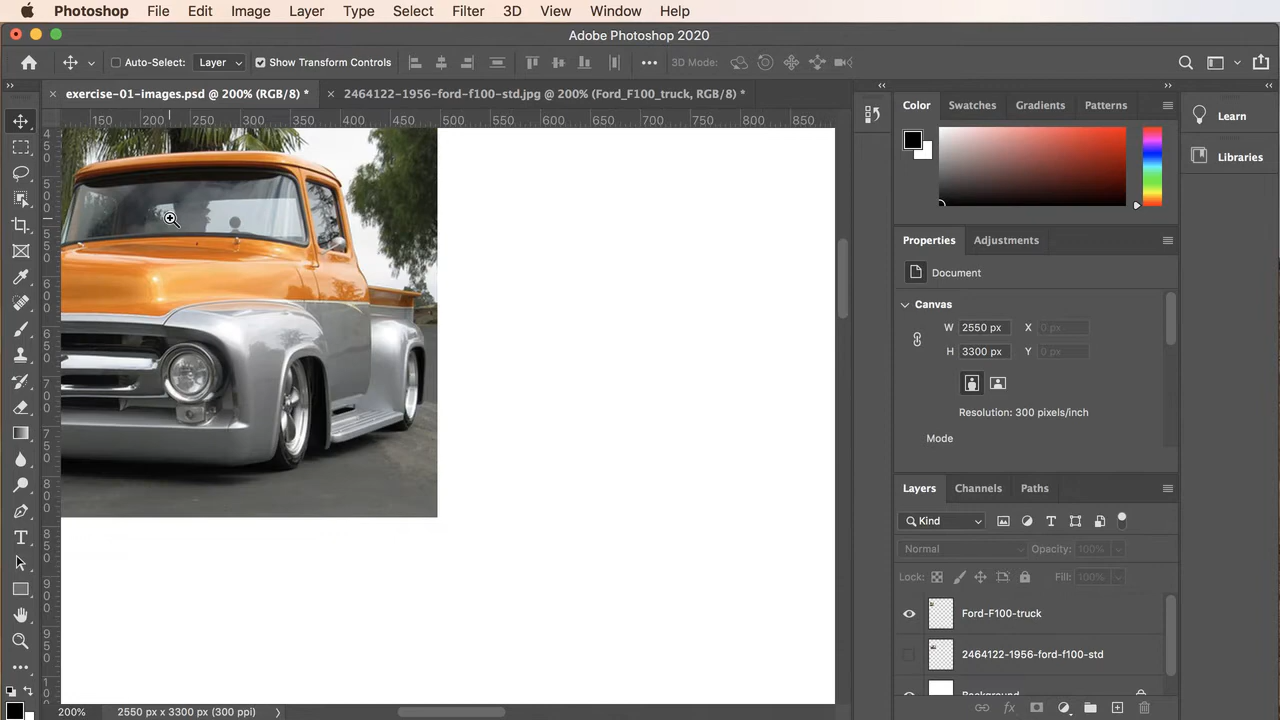 Photoshop File Edit Image Layer Type Select Filter 3D View Window Help
Adobe Photoshop 2020
Auto-Select: Layer Show Transform Controls 3D Mode:
exercise-01-images.psd @ 200% (RGB/8) * 2464122-1956-ford-f100-std.jpg @ 200% (Ford_F100_truck, RGB/8) *
150 200 250 300 350 400 450 500 550 600 650 700 750 800 850
Color Swatches Gradients Patterns
Learn
Libraries
Properties Adjustments
Document
Canvas
W 2550 px X 0 px
H 3300 px Y 0 px
Resolution: 300 pixels/inch
Mode
Layers Channels Paths
Kind
Normal Opacity: 100%
Lock: Fill: 100%
Ford-F100-truck
2464122-1956-ford-f100-std
Background
200% 2550 px x 3300 px (300 ppi)